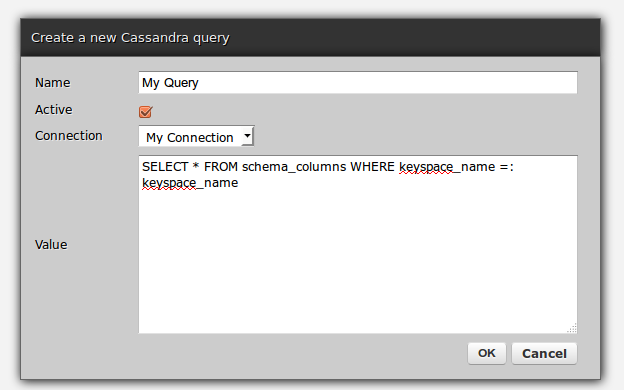 Create a new Cassandra query
Name
My Query
Active
Connection
My Connection
Value
SELECT * FROM schema_columns WHERE keyspace_name =:
keyspace_name
OK
Cancel